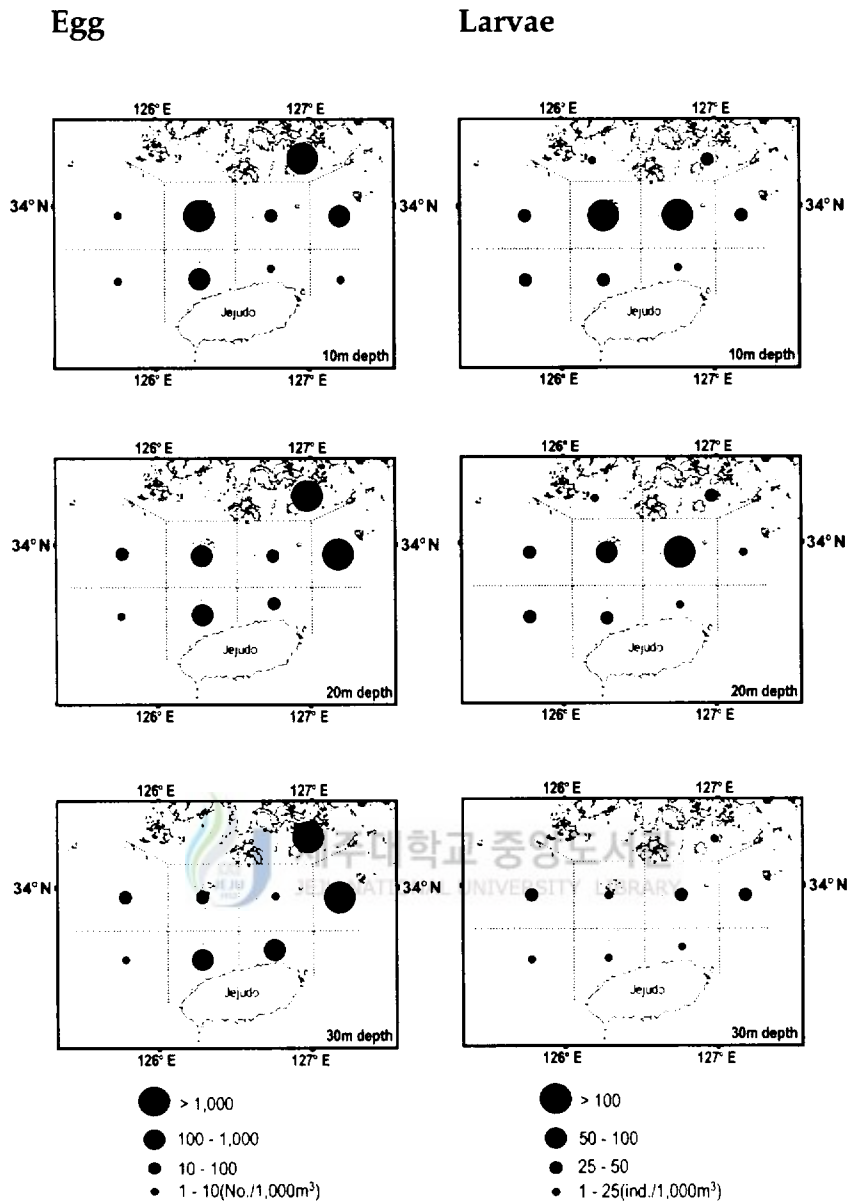 Egg
Larvae
126° E 127° E
126° E 127° E
34° N
34° N
34° N
Jejudo
Jejudo
10m depth
10m depth
126° E 127° E
126° E 127° E
126° E 127° E
126° E 127° E
34° N
34° N
34° N
Jejudo
Jejudo
20m depth
20m depth
126° E 127° E
126° E 127° E
126° E 127° E
126° E 127° E
제주대학교 중앙도서관
JEJU NATIONAL UNIVERSITY LIBRARY
JEJU
1952
34° N
34° N
34° N
Jejudo
Jejudo
30m depth
30m depth
126° E 127° E
126° E 127° E
> 1,000
100 - 1,000
10 - 100
1 - 10(No./1,000m³)
> 100
50 - 100
25 - 50
1 - 25(ind./1,000m³)